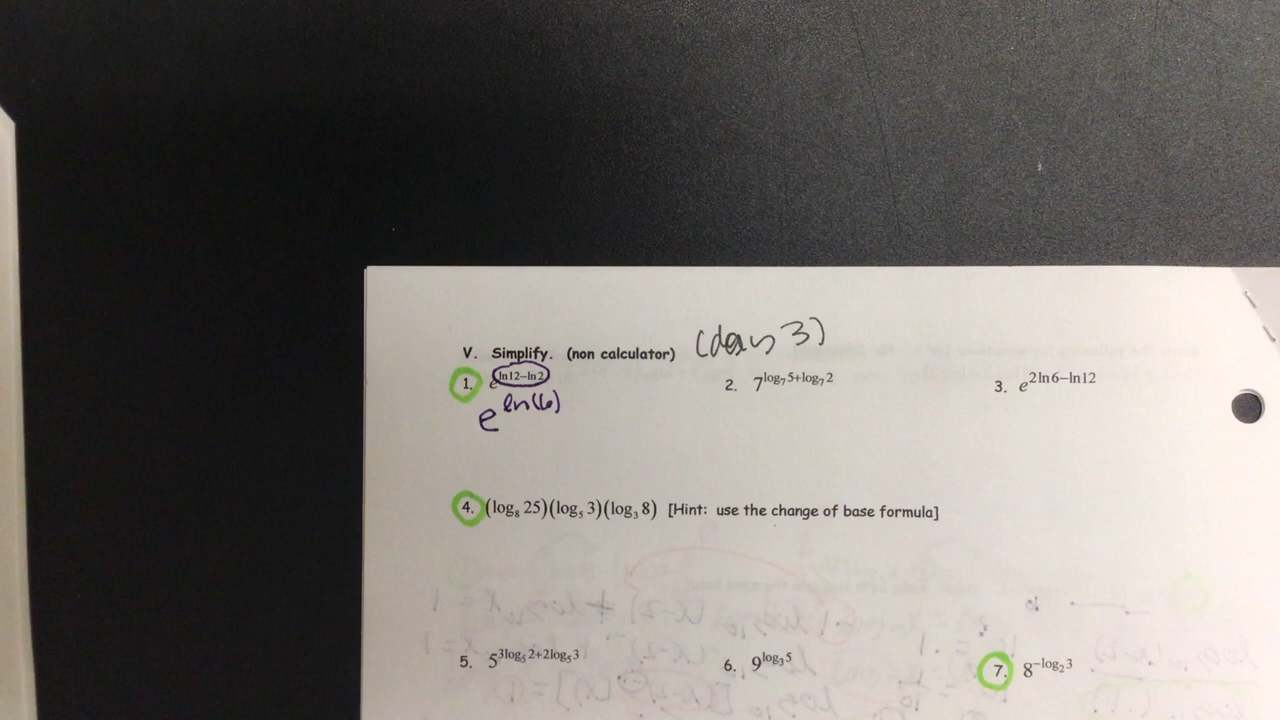 V. Simplify. (non calculator) (day 3)
1. e^(ln12−ln2) 2. 7^(log₇5+log₇2) 3. e^(2ln6−ln12)
e^(ln(6))
4. (log₈ 25)(log₅ 3)(log₃ 8) [Hint: use the change of base formula]
5. 5^(3log₅2+2log₅3) 6. 9^(log₃5) 7. 8^(−log₂3)